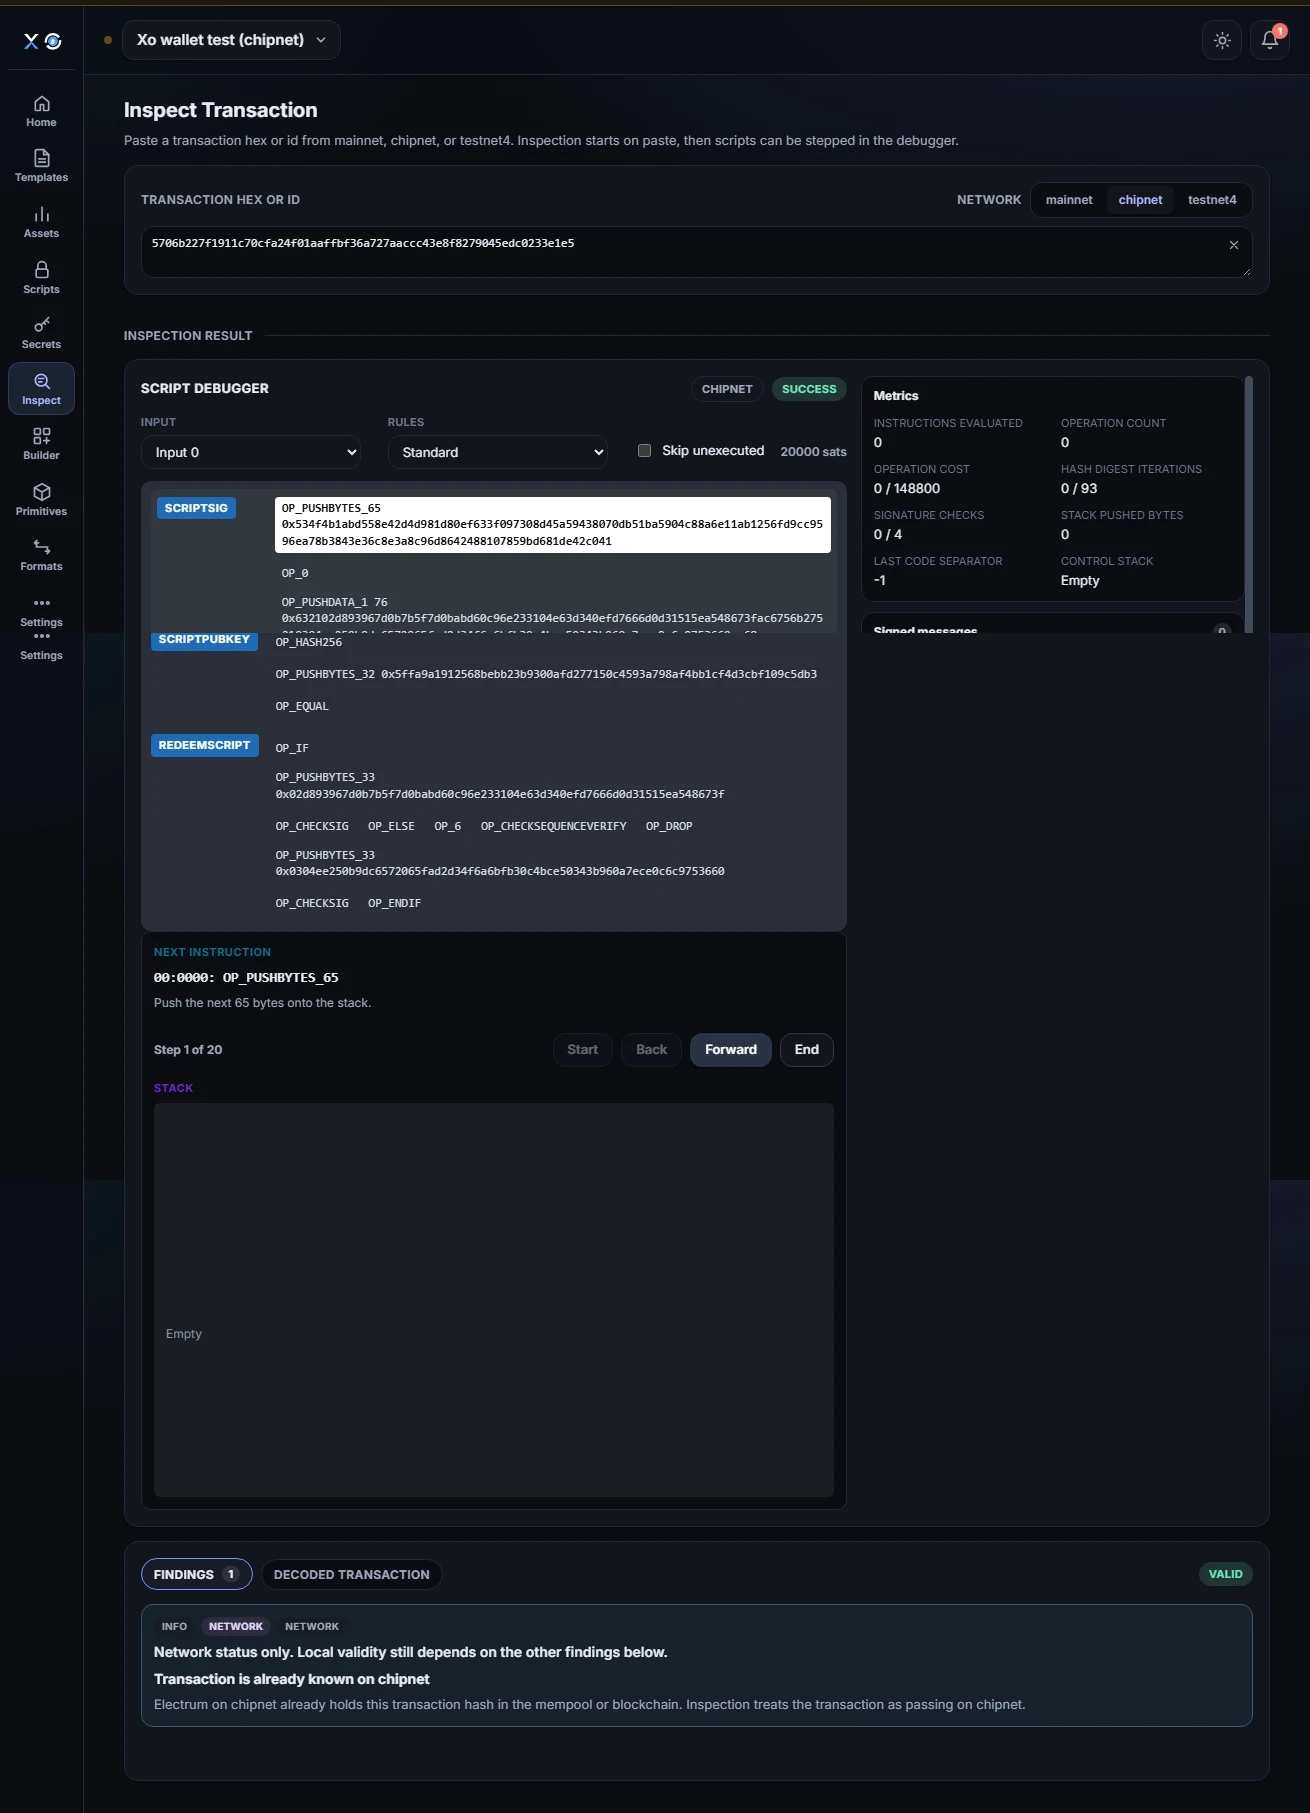 XO
Xo wallet test (chipnet)
1
Home
Templates
Assets
Scripts
Secrets
Inspect
Builder
Primitives
Formats
Settings
Settings
Inspect Transaction
Paste a transaction hex or id from mainnet, chipnet, or testnet4. Inspection starts on paste, then scripts can be stepped in the debugger.
TRANSACTION HEX OR ID
NETWORK mainnet chipnet testnet4
5706b227f1911c70cfa24f01aaffbf36a727aaccc43e8f8279045edc0233e1e5
INSPECTION RESULT
SCRIPT DEBUGGER
CHIPNET SUCCESS
INPUT RULES
Input 0 Standard Skip unexecuted 20000 sats
SCRIPTSIG
OP_PUSHBYTES_65
0x534f4b1abd558e42d4d981d80ef633f097308d45a59438070db51ba5904c88a6e11ab1256fd9cc95
96ea78b3843e36c8e3a8c96d8642488107859bd681de42c041
OP_0
OP_PUSHDATA_1 76
0x632102d893967d0b7b5f7d0babd60c96e233104e63d340efd7666d0d31515ea548673fac6756b275
SCRIPTPUBKEY
OP_HASH256
OP_PUSHBYTES_32 0x5ffa9a1912568bebb23b9300afd277150c4593a798af4bb1cf4d3cbf109c5db3
OP_EQUAL
REDEEMSCRIPT
OP_IF
OP_PUSHBYTES_33
0x02d893967d0b7b5f7d0babd60c96e233104e63d340efd7666d0d31515ea548673f
OP_CHECKSIG OP_ELSE OP_6 OP_CHECKSEQUENCEVERIFY OP_DROP
OP_PUSHBYTES_33
0x0304ee250b9dc6572065fad2d34f6a6bfb30c4bce50343b960a7ece0c6c9753660
OP_CHECKSIG OP_ENDIF
NEXT INSTRUCTION
00:0000: OP_PUSHBYTES_65
Push the next 65 bytes onto the stack.
Step 1 of 20
Start Back Forward End
STACK
Empty
Metrics
INSTRUCTIONS EVALUATED OPERATION COUNT
0 0
OPERATION COST HASH DIGEST ITERATIONS
0 / 148800 0 / 93
SIGNATURE CHECKS STACK PUSHED BYTES
0 / 4 0
LAST CODE SEPARATOR CONTROL STACK
-1 Empty
Signed messages 0
FINDINGS 1 DECODED TRANSACTION
VALID
INFO NETWORK NETWORK
Network status only. Local validity still depends on the other findings below.
Transaction is already known on chipnet
Electrum on chipnet already holds this transaction hash in the mempool or blockchain. Inspection treats the transaction as passing on chipnet.